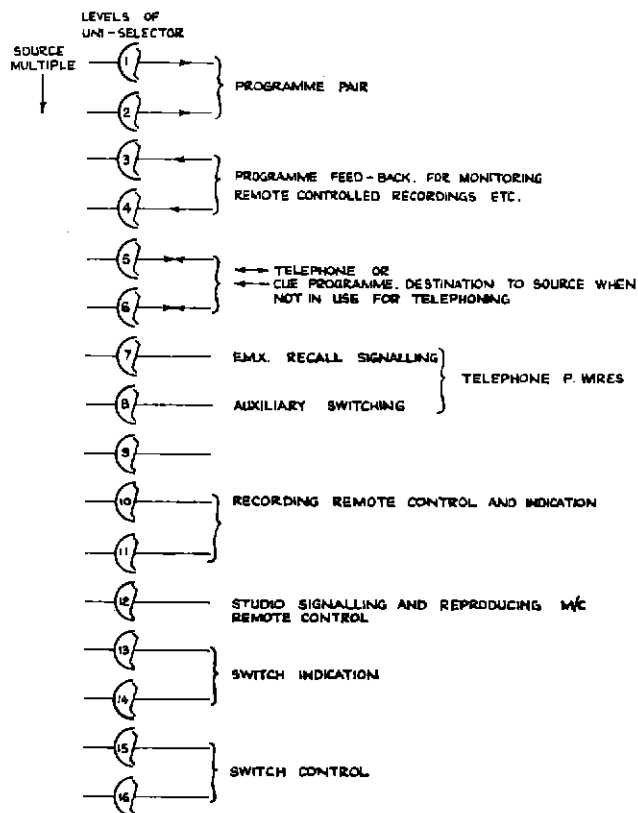 LEVELS OF
UNI-SELECTOR
SOURCE
MULTIPLE
1
2
PROGRAMME PAIR
3
4
PROGRAMME FEED-BACK. FOR MONITORING
REMOTE CONTROLLED RECORDINGS ETC.
5
6
TELEPHONE OR
CUE PROGRAMME. DESTINATION TO SOURCE WHEN
NOT IN USE FOR TELEPHONING
7
E.M.X. RECALL SIGNALLING
8
AUXILIARY SWITCHING
TELEPHONE P. WIRES
9
10
11
RECORDING REMOTE CONTROL AND INDICATION
12
STUDIO SIGNALLING AND REPRODUCING M/C
REMOTE CONTROL
13
14
SWITCH INDICATION
15
16
SWITCH CONTROL